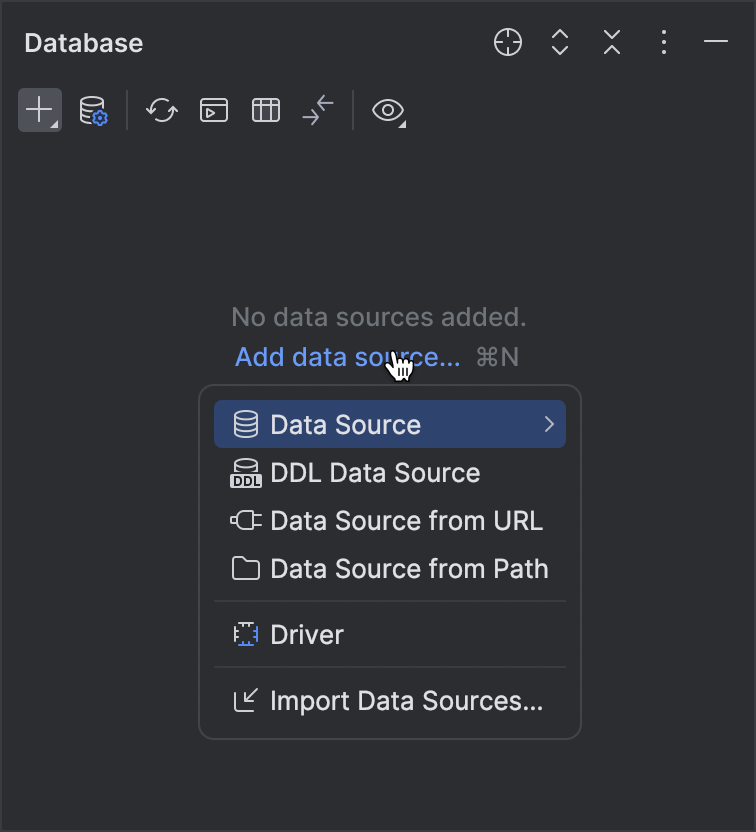 Database
No data sources added.
Add data source... ⌘N
Data Source
DDL Data Source
Data Source from URL
Data Source from Path
Driver
Import Data Sources...